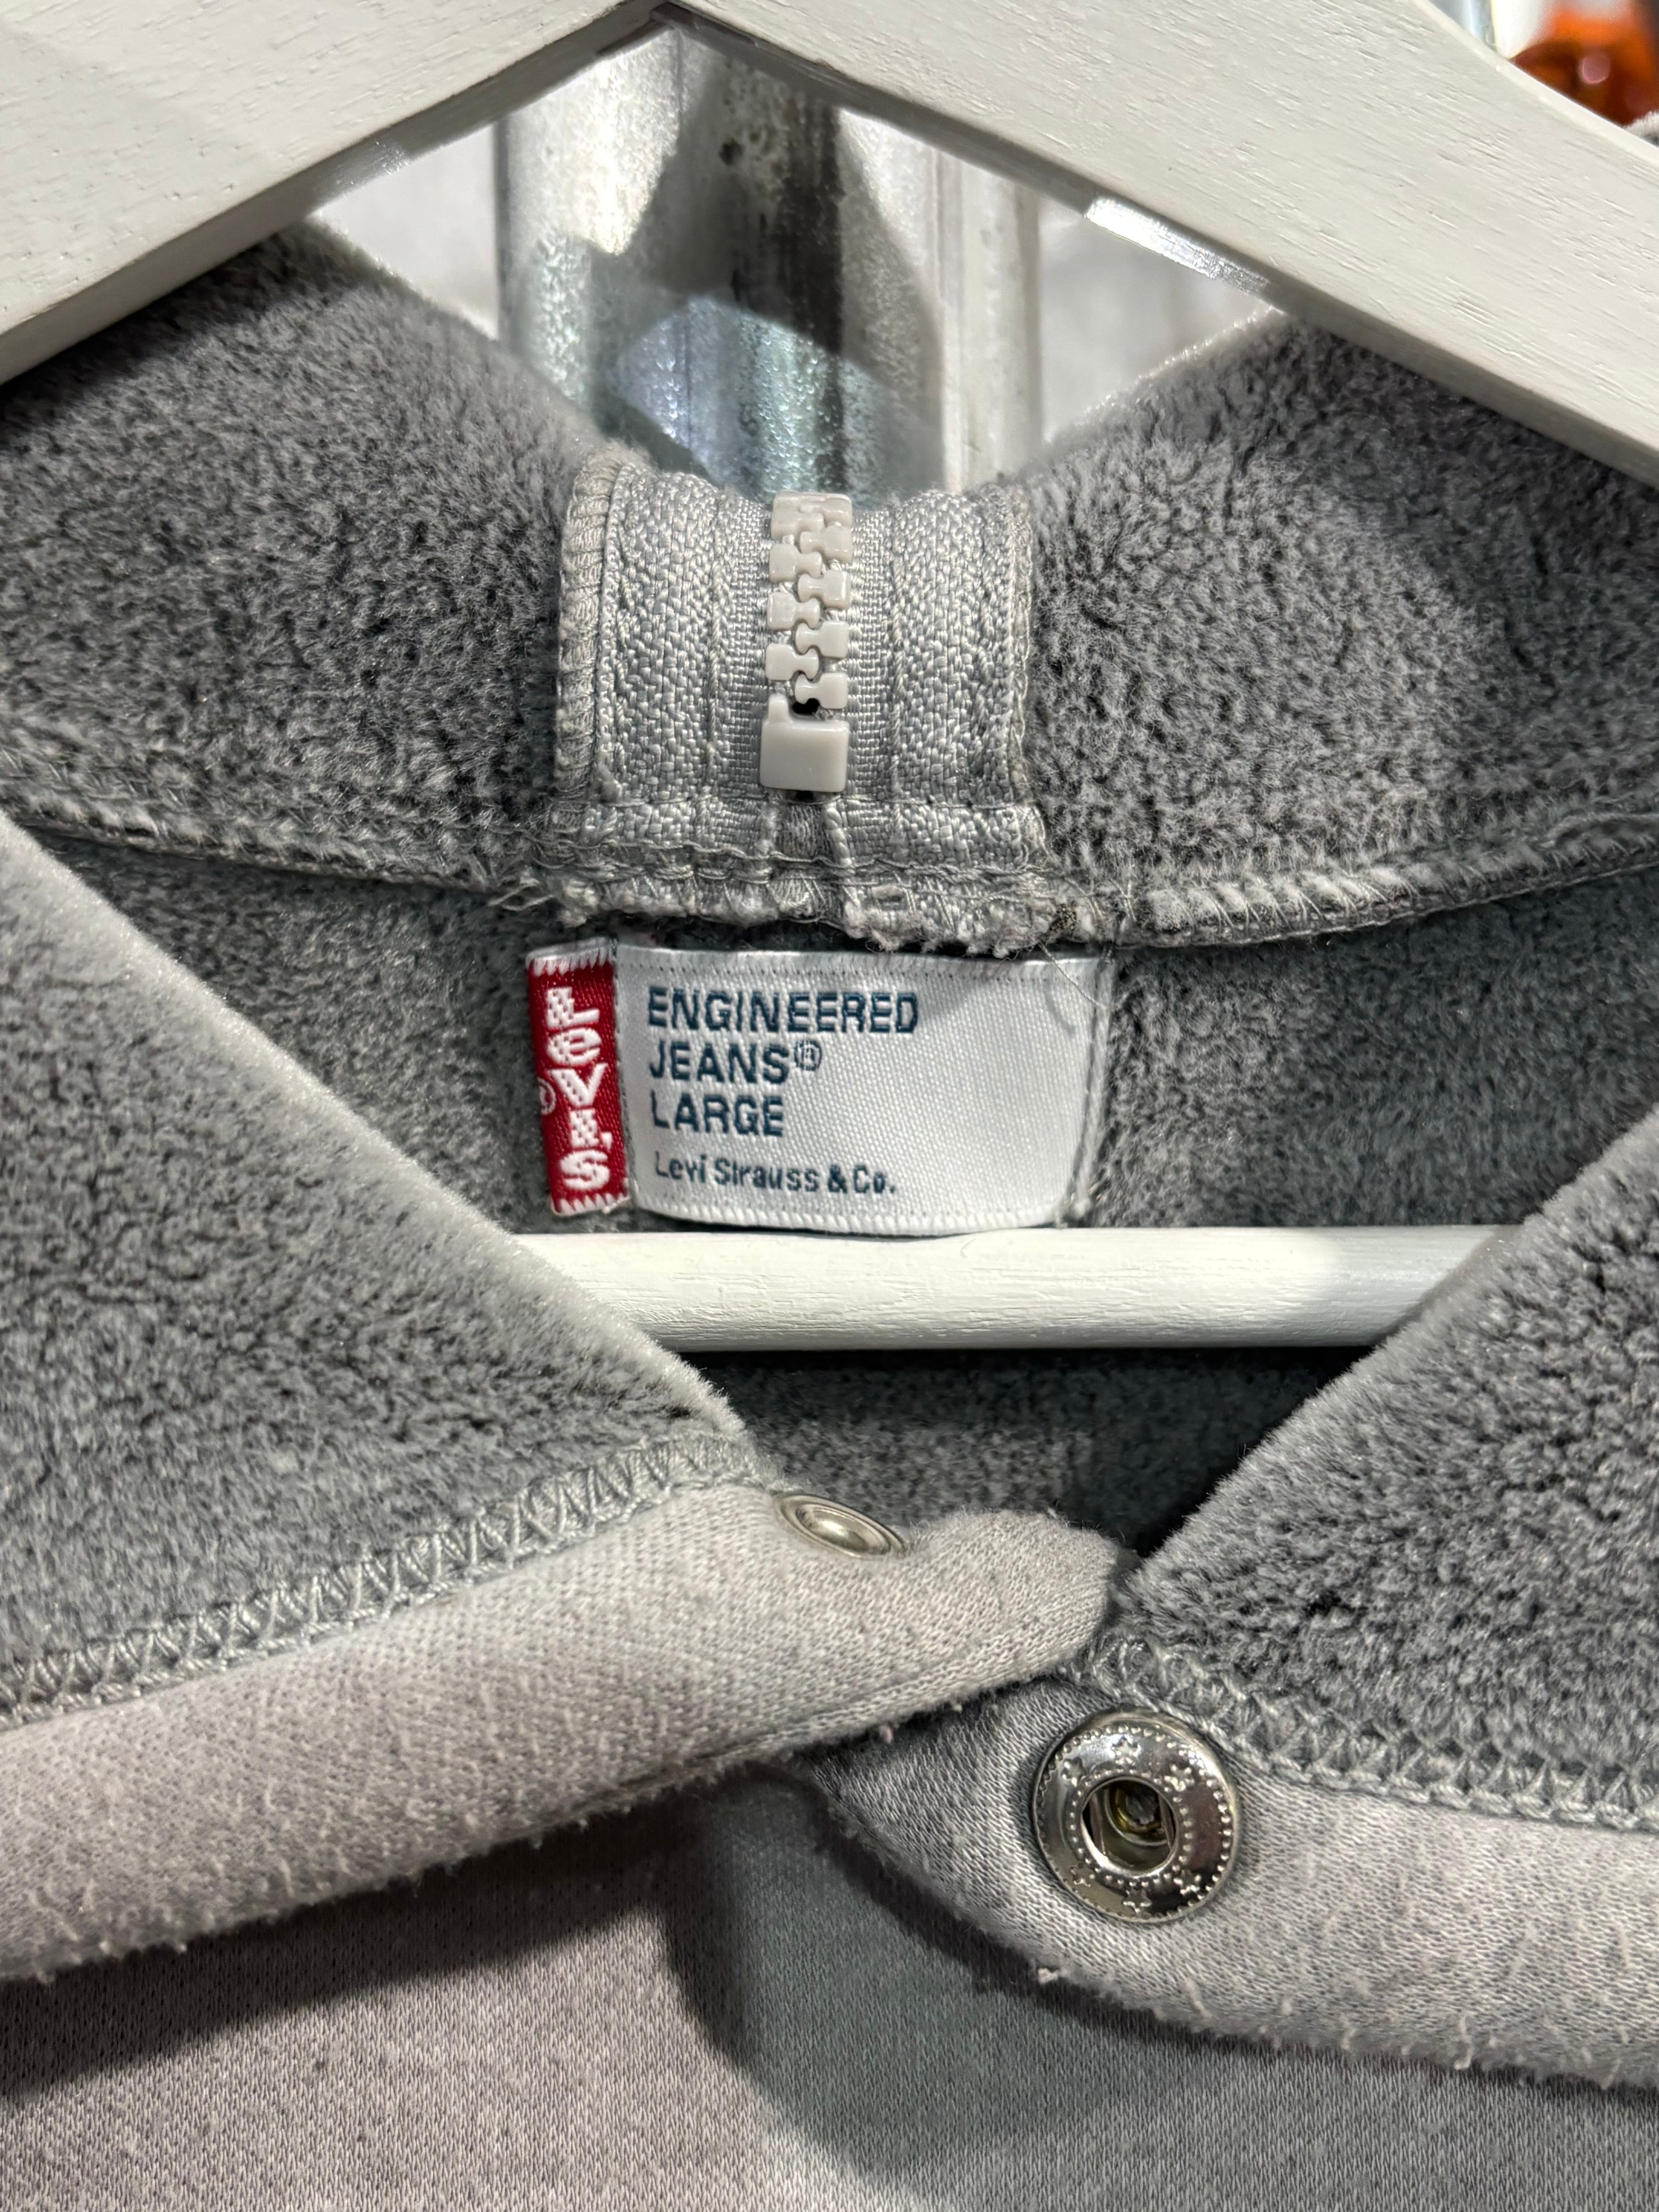 LEVI'S®
ENGINEERED
JEANS®
LARGE
Levi Strauss & Co.